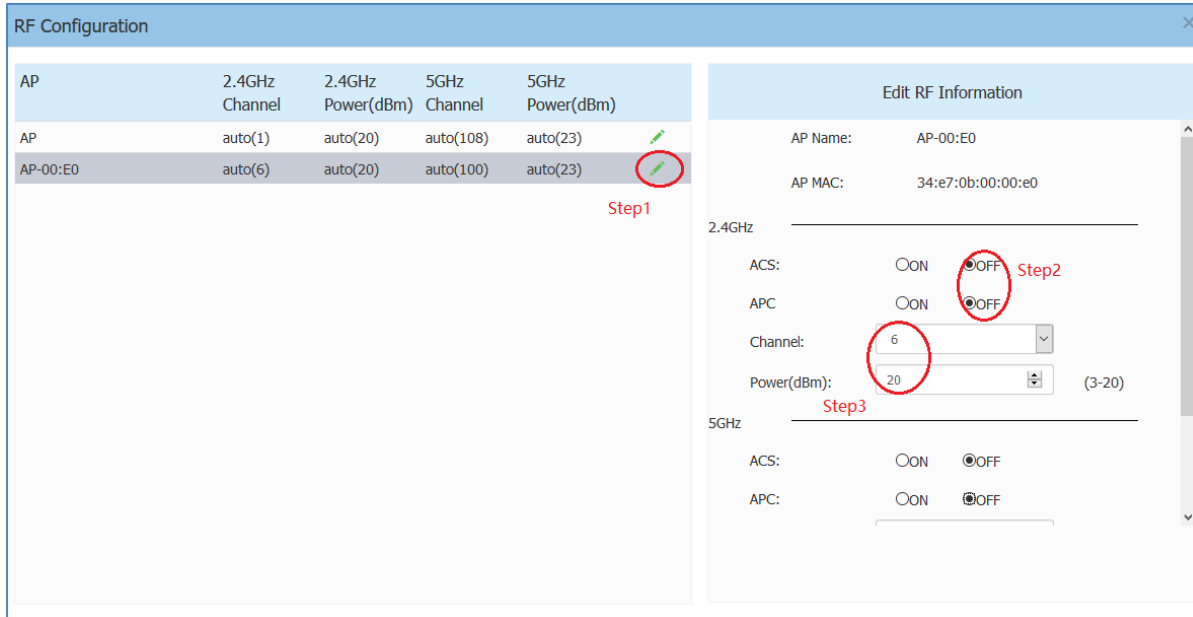 RF Configuration
AP 2.4GHz Channel 2.4GHz Power(dBm) 5GHz Channel 5GHz Power(dBm)
AP auto(1) auto(20) auto(108) auto(23)
AP-00:E0 auto(6) auto(20) auto(100) auto(23)
Step1
Edit RF Information
AP Name: AP-00:E0
AP MAC: 34:e7:0b:00:00:e0
2.4GHz
ACS: ON OFF Step2
APC ON OFF
Channel: 6
Power(dBm): 20 (3-20)
Step3
5GHz
ACS: ON OFF
APC: ON OFF